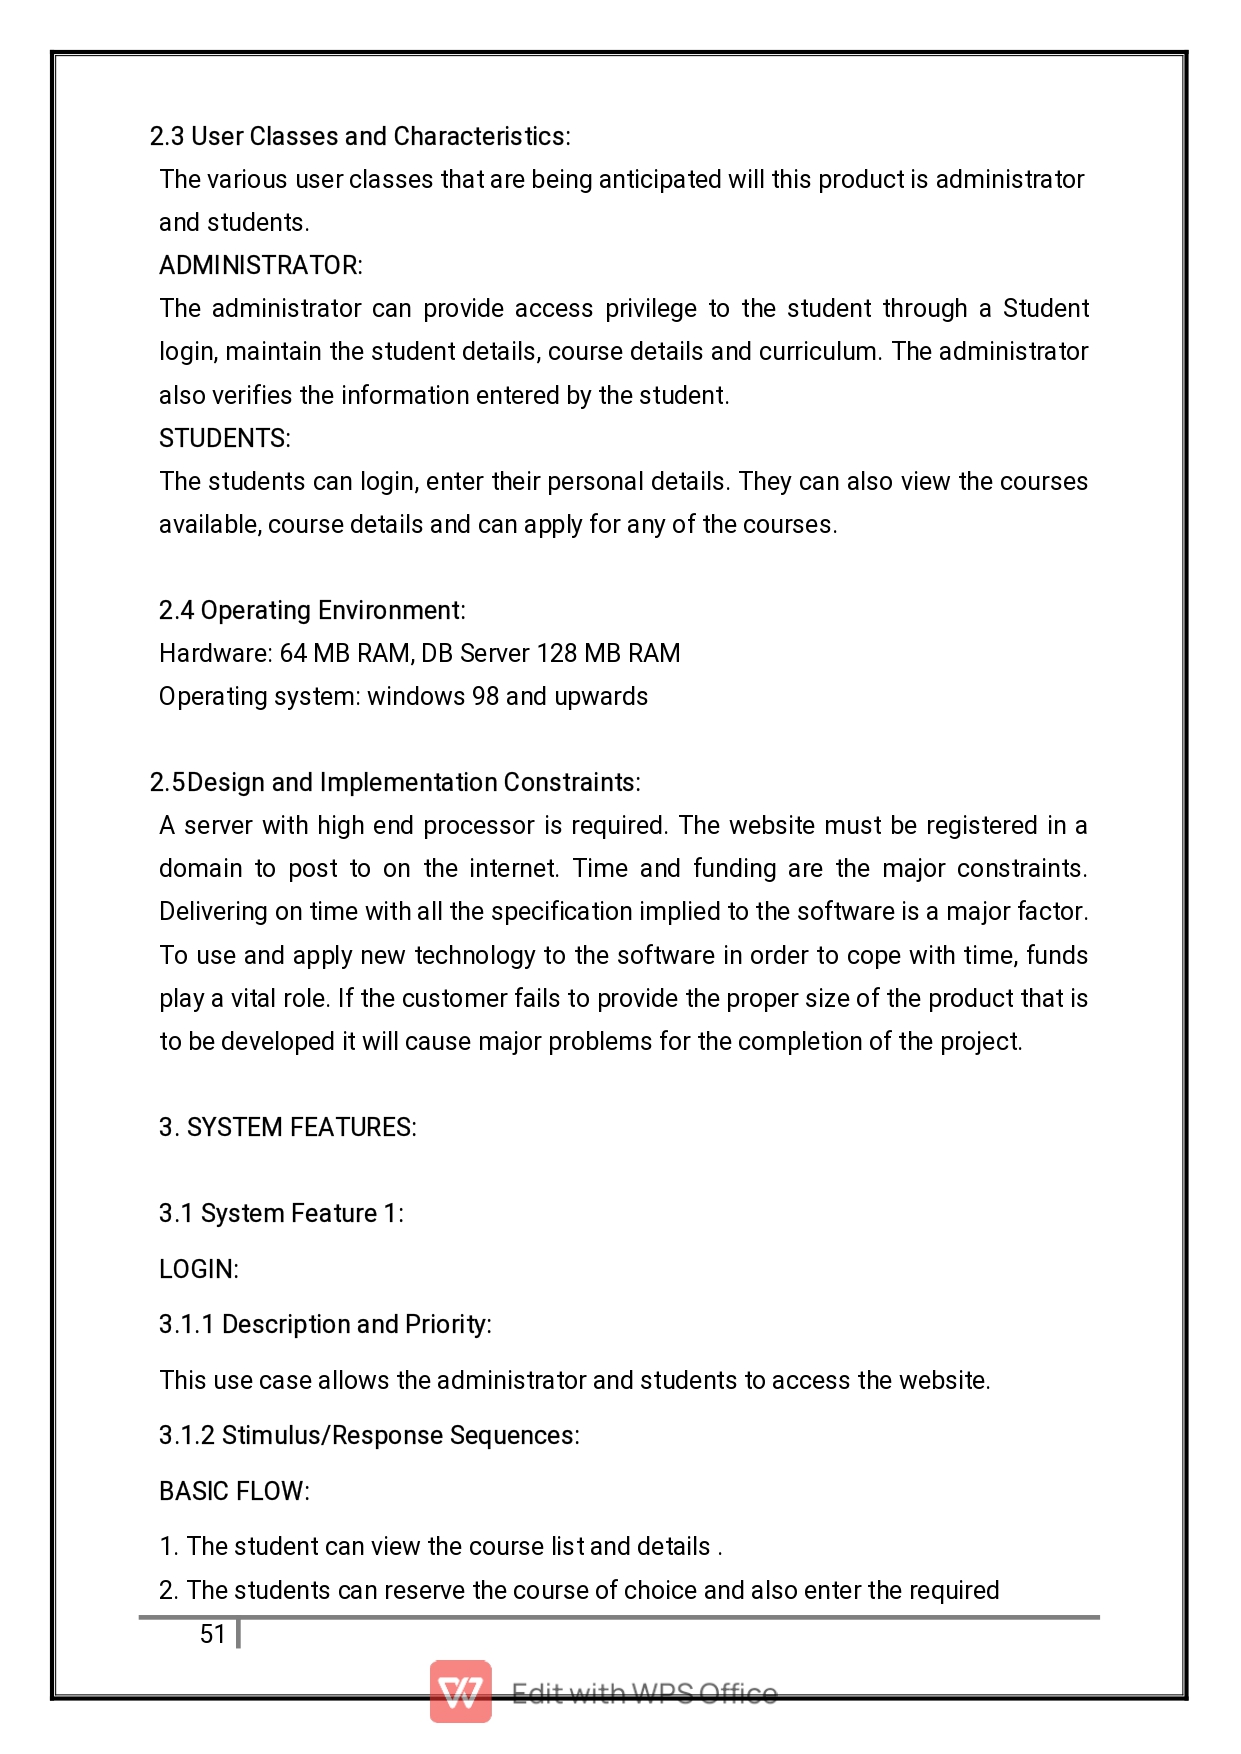 2.3 User Classes and Characteristics:
The various user classes that are being anticipated will this product is administrator
and students.
ADMINISTRATOR:
The administrator can provide access privilege to the student through a Student
login, maintain the student details, course details and curriculum. The administrator
also verifies the information entered by the student.
STUDENTS:
The students can login, enter their personal details. They can also view the courses
available, course details and can apply for any of the courses.
2.4 Operating Environment:
Hardware: 64 MB RAM, DB Server 128 MB RAM
Operating system: windows 98 and upwards
2.5Design and Implementation Constraints:
A server with high end processor is required. The website must be registered in a
domain to post to on the internet. Time and funding are the major constraints.
Delivering on time with all the specification implied to the software is a major factor.
To use and apply new technology to the software in order to cope with time, funds
play a vital role. If the customer fails to provide the proper size of the product that is
to be developed it will cause major problems for the completion of the project.
3. SYSTEM FEATURES:
3.1 System Feature 1:
LOGIN:
3.1.1 Description and Priority:
This use case allows the administrator and students to access the website.
3.1.2 Stimulus/Response Sequences:
BASIC FLOW:
1. The student can view the course list and details .
2. The students can reserve the course of choice and also enter the required
51
Edit with WPS Office